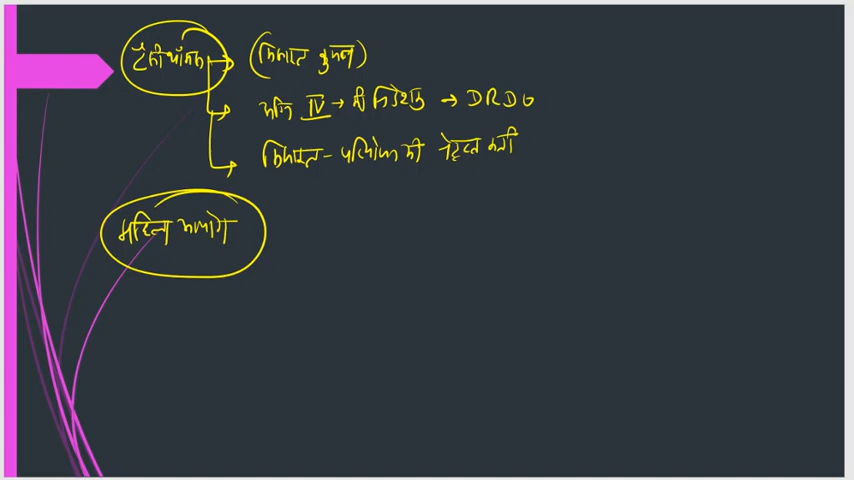 टैसी थॉमस → (मिसाइल वुमन)
अग्नि IV → की निर्देशक → DRDO
मिसाइल - परियोजना की नेतृत्व कर्ता
महिला आयोग